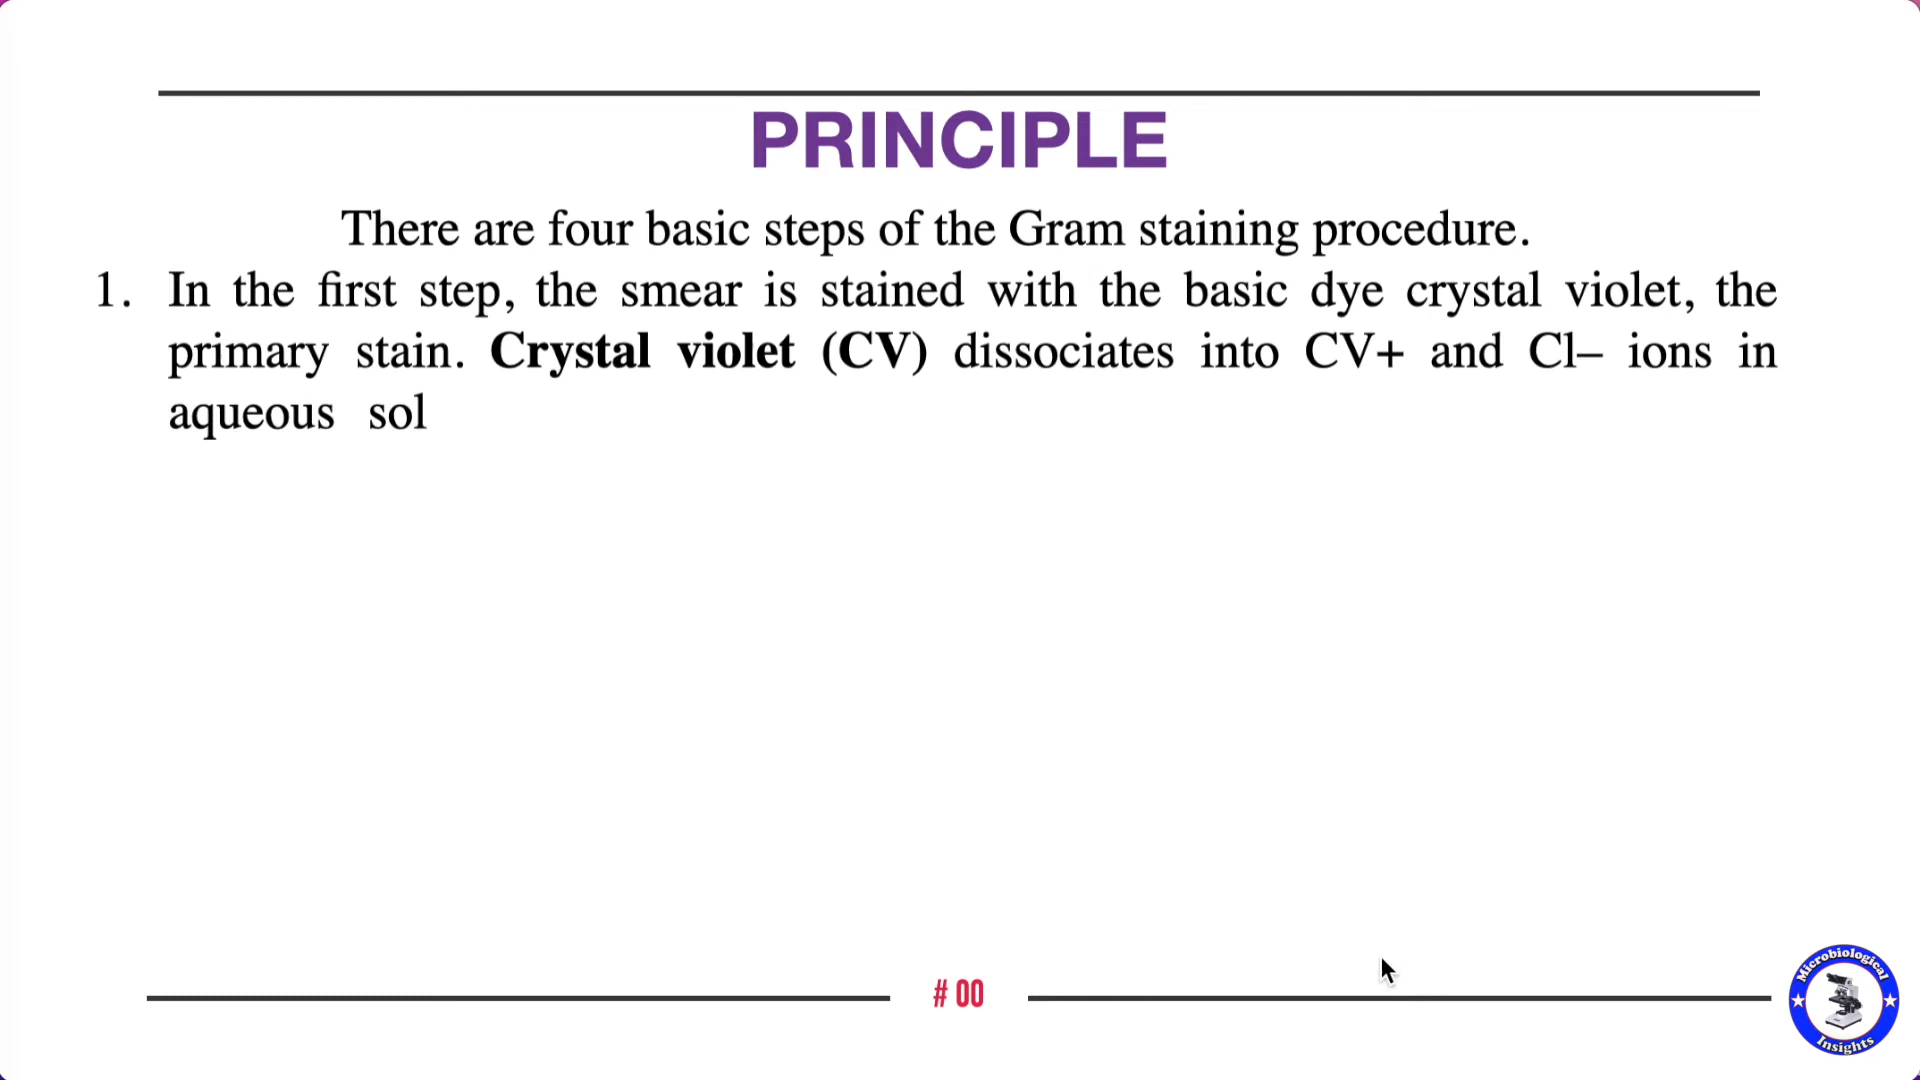 PRINCIPLE
There are four basic steps of the Gram staining procedure.
1. In the first step, the smear is stained with the basic dye crystal violet, the
primary stain. Crystal violet (CV) dissociates into CV+ and Cl– ions in
aqueous sol
# 00
Microbiological
Insights